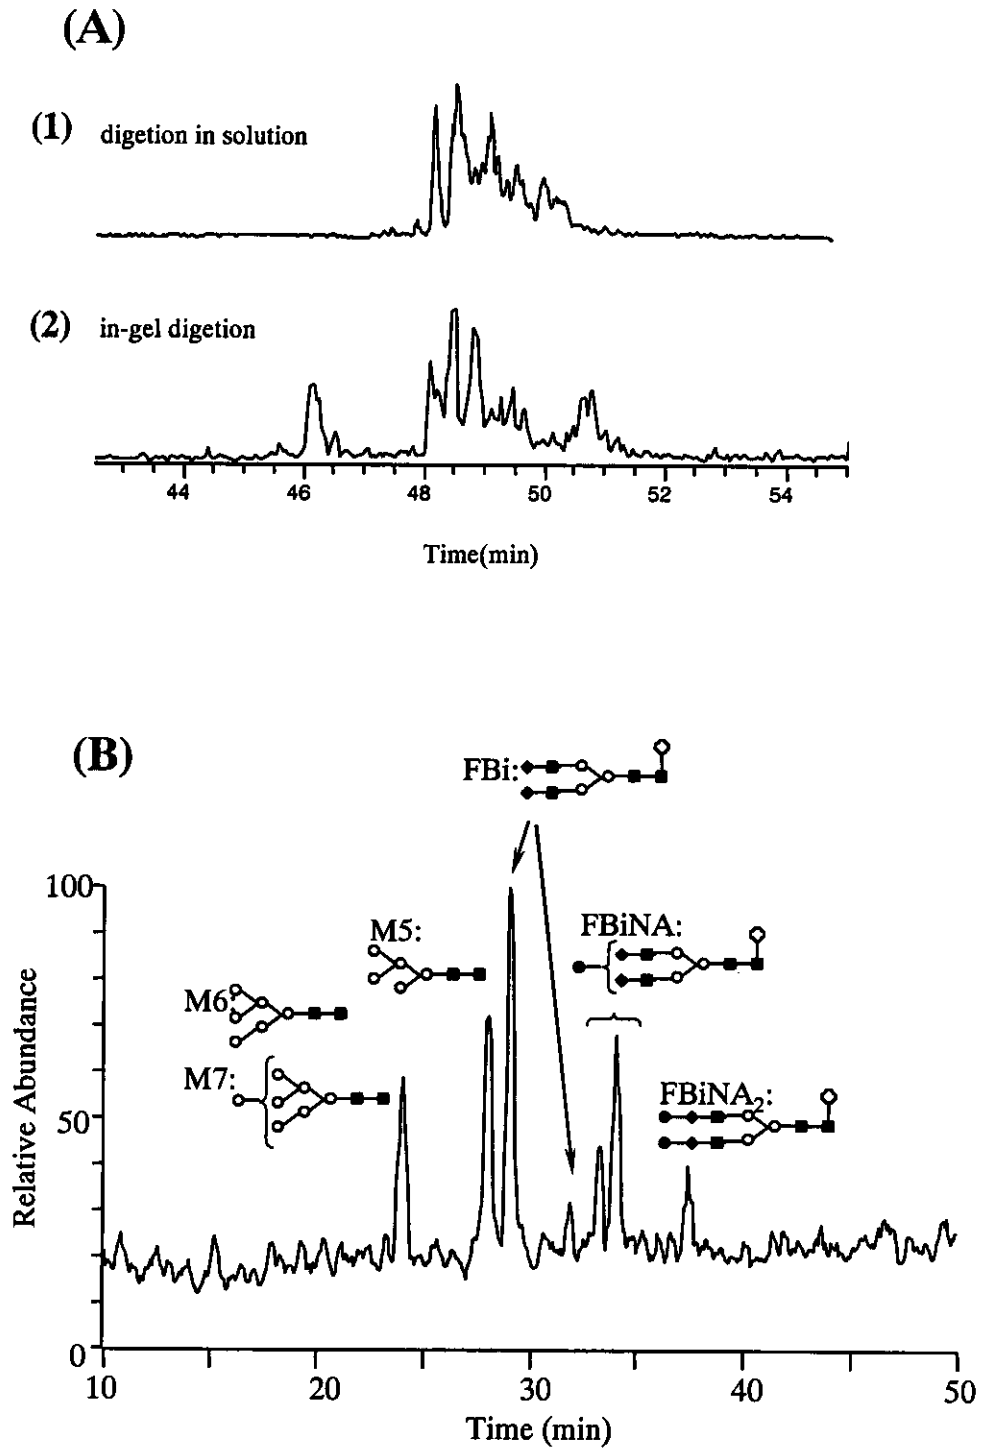 (A)
(1) digetion in solution
(2) in-gel digetion
44 46 48 50 52 54
Time(min)
(B)
FBi:
100
M5:
FBiNA:
M6:
M7:
FBiNA2:
50
Relative Abundance
0
10 20 30 40 50
Time (min)